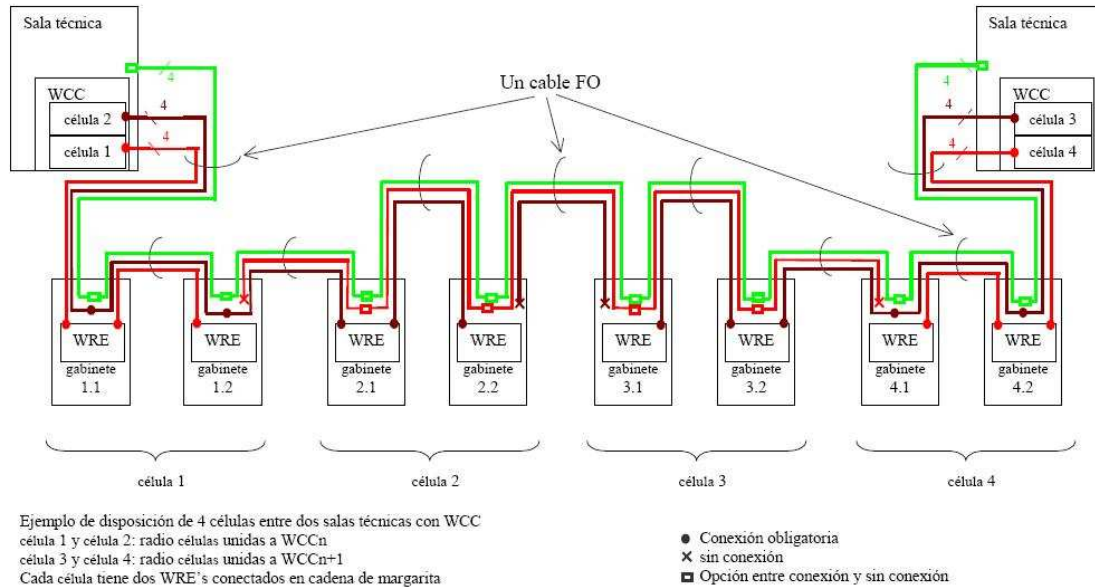 Sala técnica
Sala técnica
4
4
Un cable FO
WCC
WCC
4
4
célula 2
célula 3
4
4
célula 1
célula 4
WRE
WRE
WRE
WRE
WRE
WRE
WRE
WRE
gabinete
1.1
gabinete
1.2
gabinete
2.1
gabinete
2.2
gabinete
3.1
gabinete
3.2
gabinete
4.1
gabinete
4.2
célula 1
célula 2
célula 3
célula 4
Ejemplo de disposición de 4 células entre dos salas técnicas con WCC
célula 1 y célula 2: radio células unidas a WCCn
célula 3 y célula 4: radio células unidas a WCCn+1
Cada célula tiene dos WRE's conectados en cadena de margarita
Conexión obligatoria
sin conexión
Opción entre conexión y sin conexión